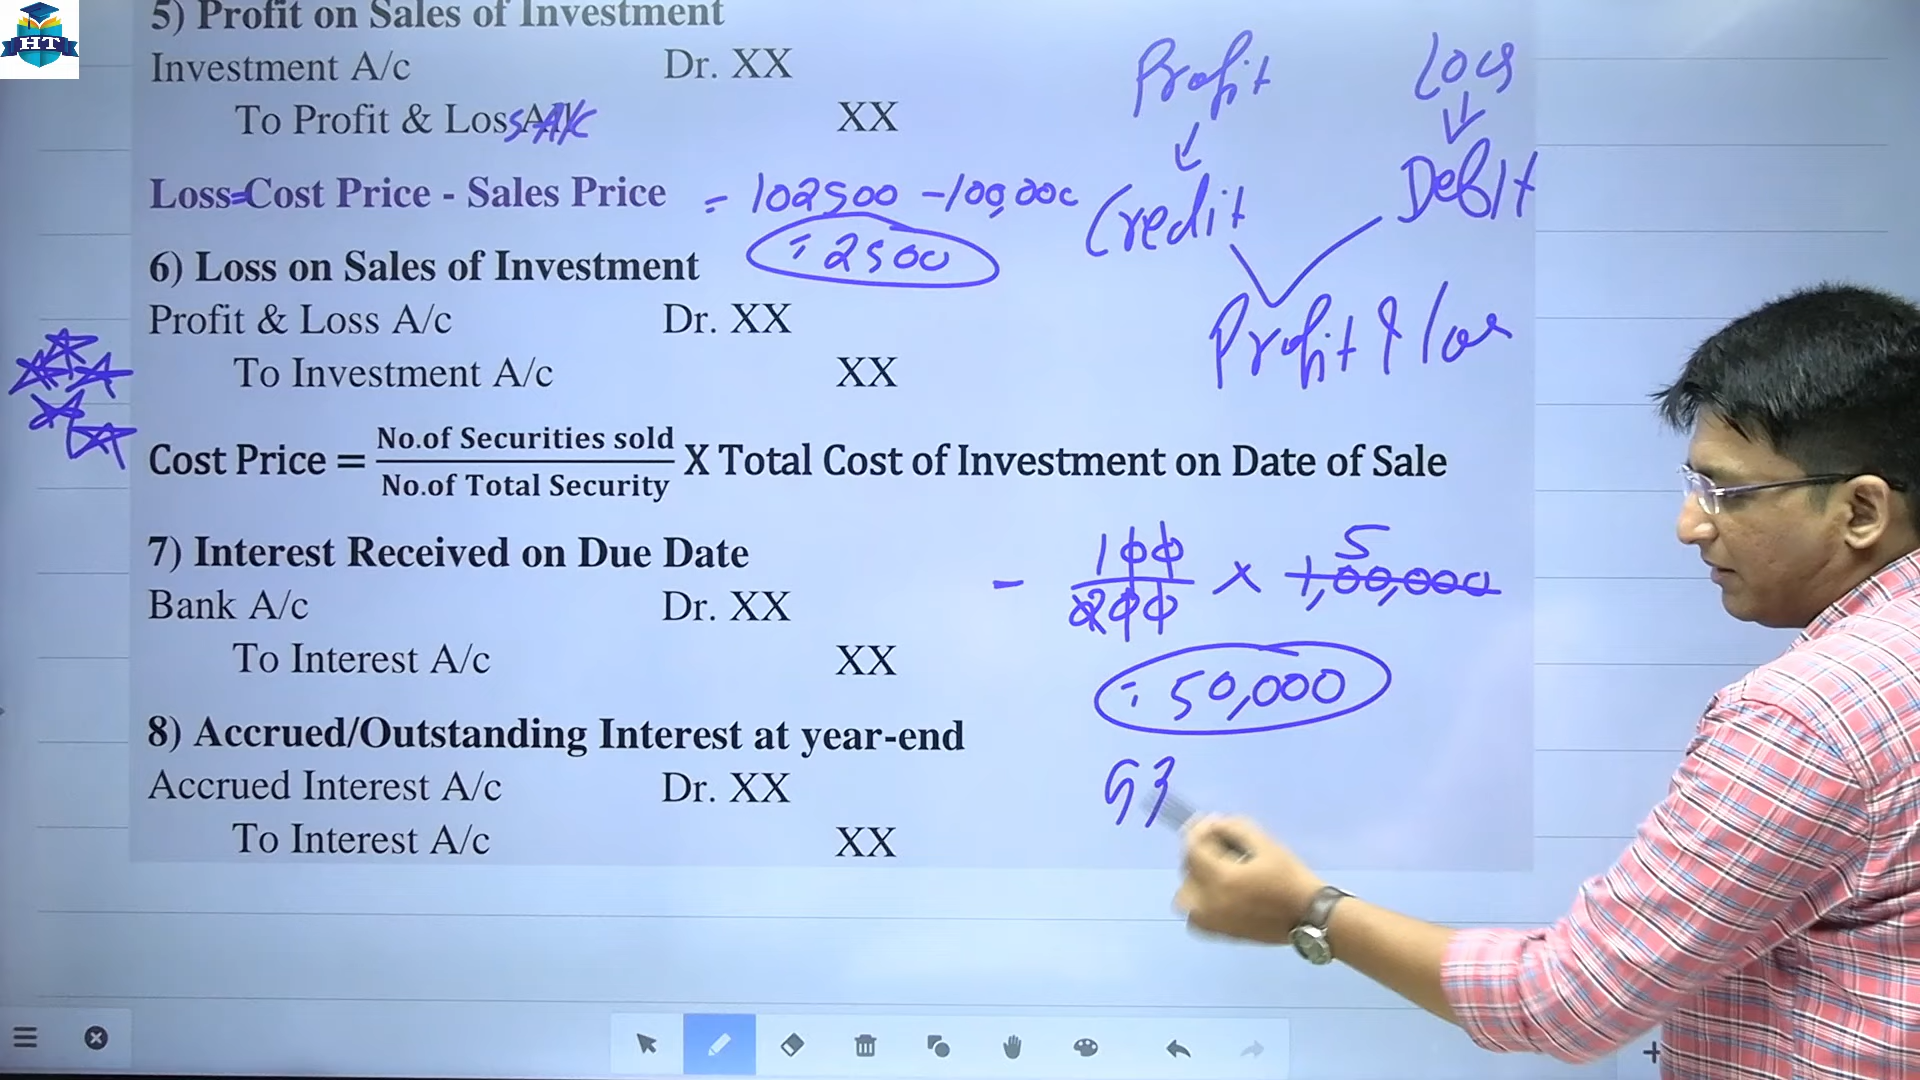 HT
5) Profit on Sales of Investment
Investment A/c Dr. XX
To Profit & Loss A/c XX
Profit
Loss
Credit
Debit
Profit & Loss
Loss=Cost Price - Sales Price = 102500 - 100,000
= 2500
6) Loss on Sales of Investment
Profit & Loss A/c Dr. XX
To Investment A/c XX
Cost Price = No.of Securities sold / No.of Total Security X Total Cost of Investment on Date of Sale
7) Interest Received on Due Date
Bank A/c Dr. XX
To Interest A/c XX
100 / 200 × 1,00,000
5
= 50,000
8) Accrued/Outstanding Interest at year-end
Accrued Interest A/c Dr. XX
To Interest A/c XX